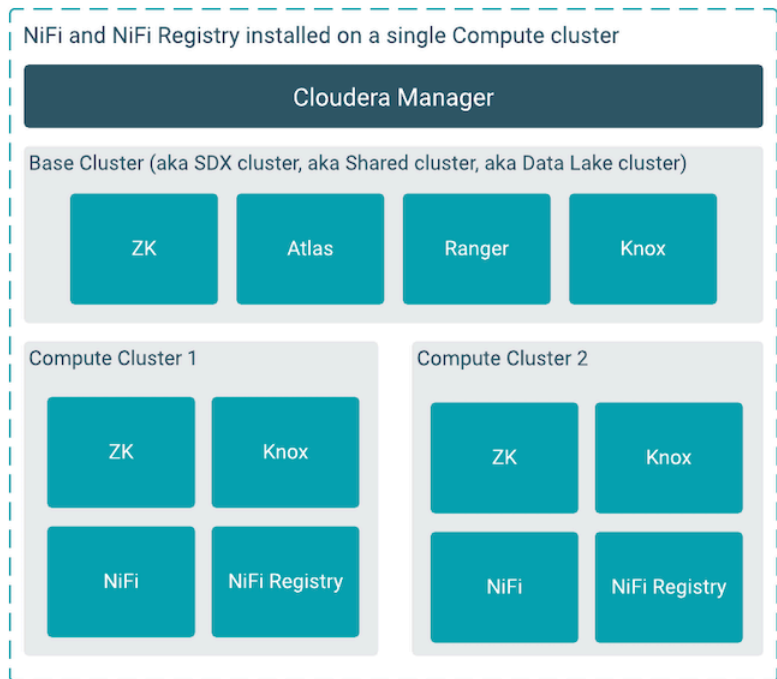 NiFi and NiFi Registry installed on a single Compute cluster
Cloudera Manager
Base Cluster (aka SDX cluster, aka Shared cluster, aka Data Lake cluster)
ZK
Atlas
Ranger
Knox
Compute Cluster 1
ZK
Knox
NiFi
NiFi Registry
Compute Cluster 2
ZK
Knox
NiFi
NiFi Registry